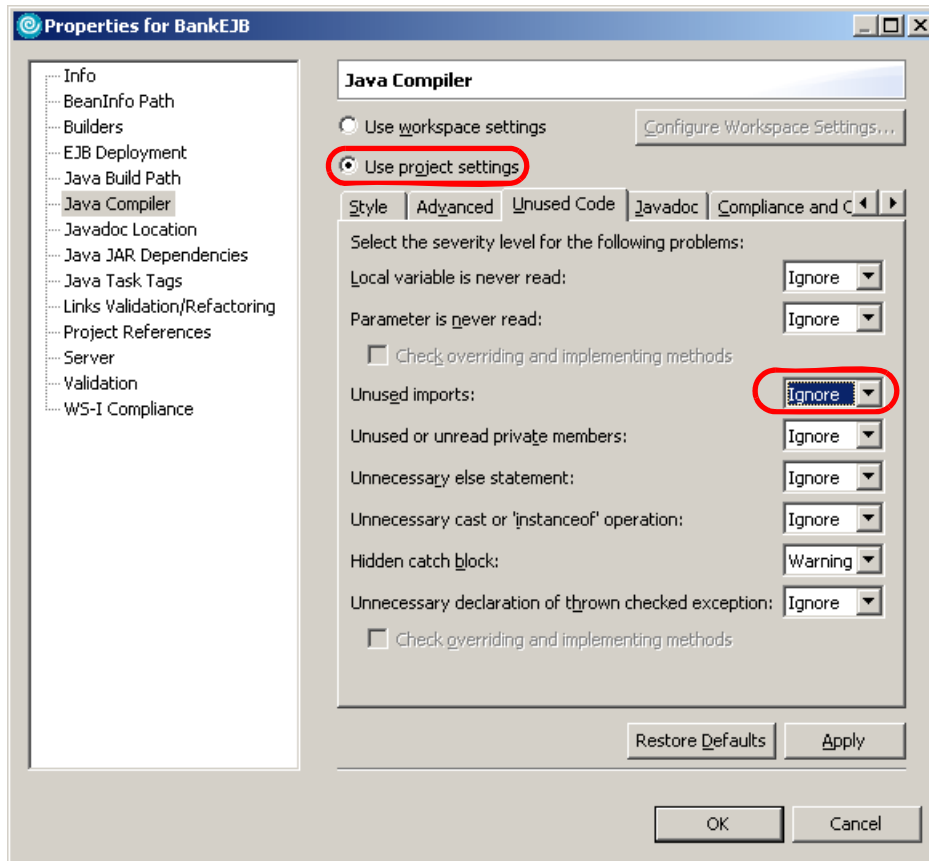 Properties for BankEJB
Info
BeanInfo Path
Builders
EJB Deployment
Java Build Path
Java Compiler
Javadoc Location
Java JAR Dependencies
Java Task Tags
Links Validation/Refactoring
Project References
Server
Validation
WS-I Compliance
Java Compiler
Use workspace settings
Configure Workspace Settings...
Use project settings
Style
Advanced
Unused Code
Javadoc
Compliance and C
Select the severity level for the following problems:
Local variable is never read: Ignore
Parameter is never read: Ignore
Check overriding and implementing methods
Unused imports: Ignore
Unused or unread private members: Ignore
Unnecessary else statement: Ignore
Unnecessary cast or 'instanceof' operation: Ignore
Hidden catch block: Warning
Unnecessary declaration of thrown checked exception: Ignore
Check overriding and implementing methods
Restore Defaults
Apply
OK
Cancel